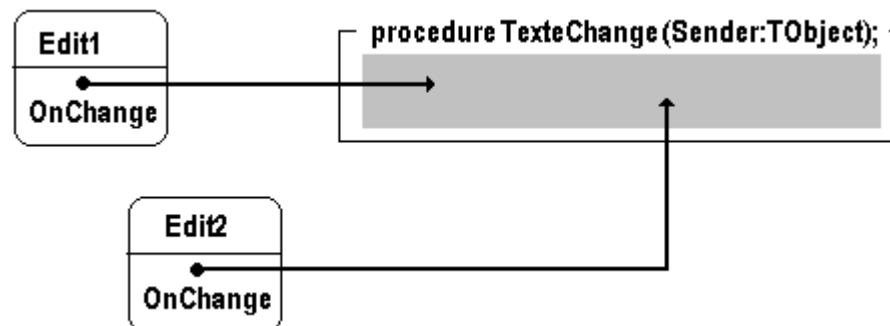 Edit1
OnChange
procedure TexteChange(Sender:TObject);
Edit2
OnChange